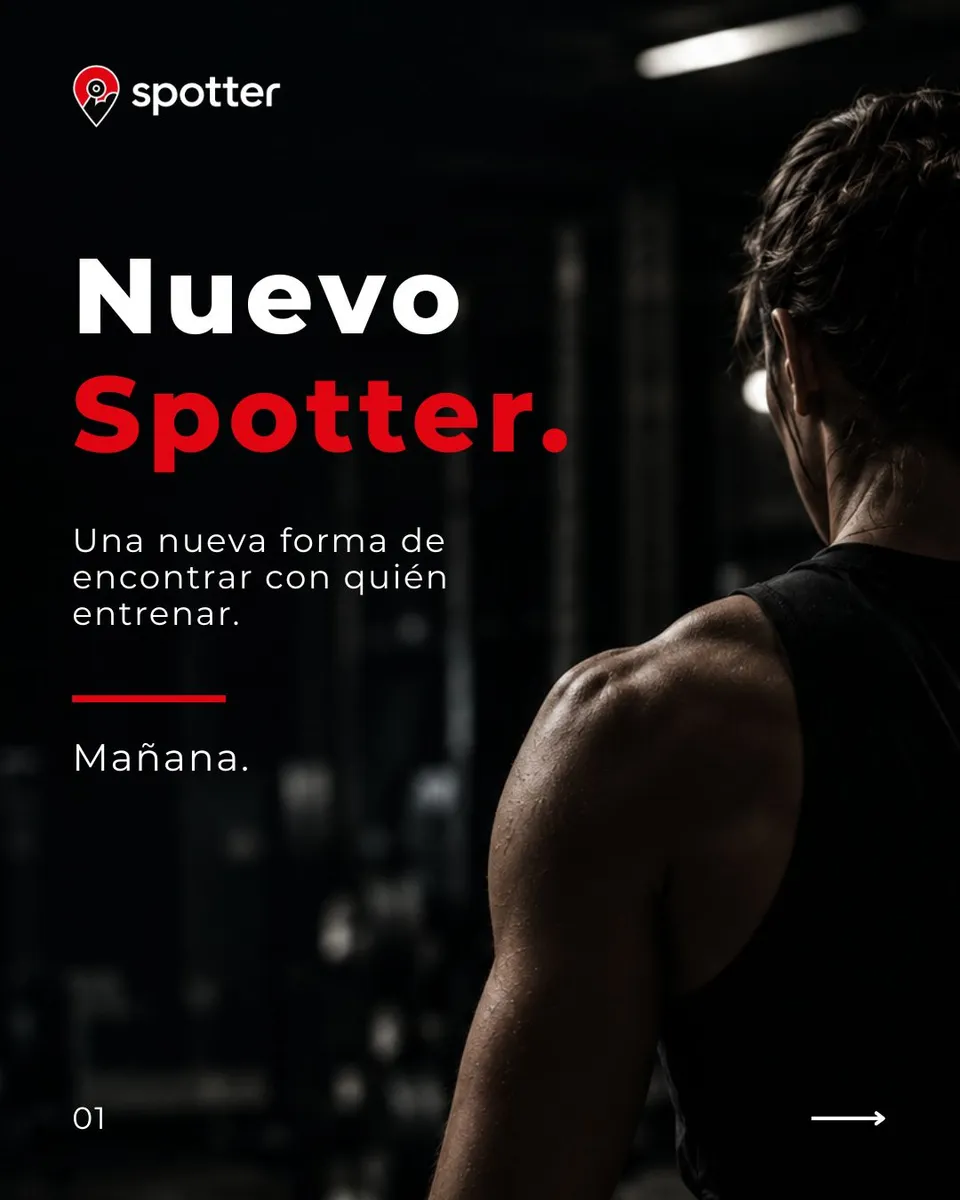 spotter
Nuevo
Spotter.
Una nueva forma de
encontrar con quién
entrenar.
Mañana.
01